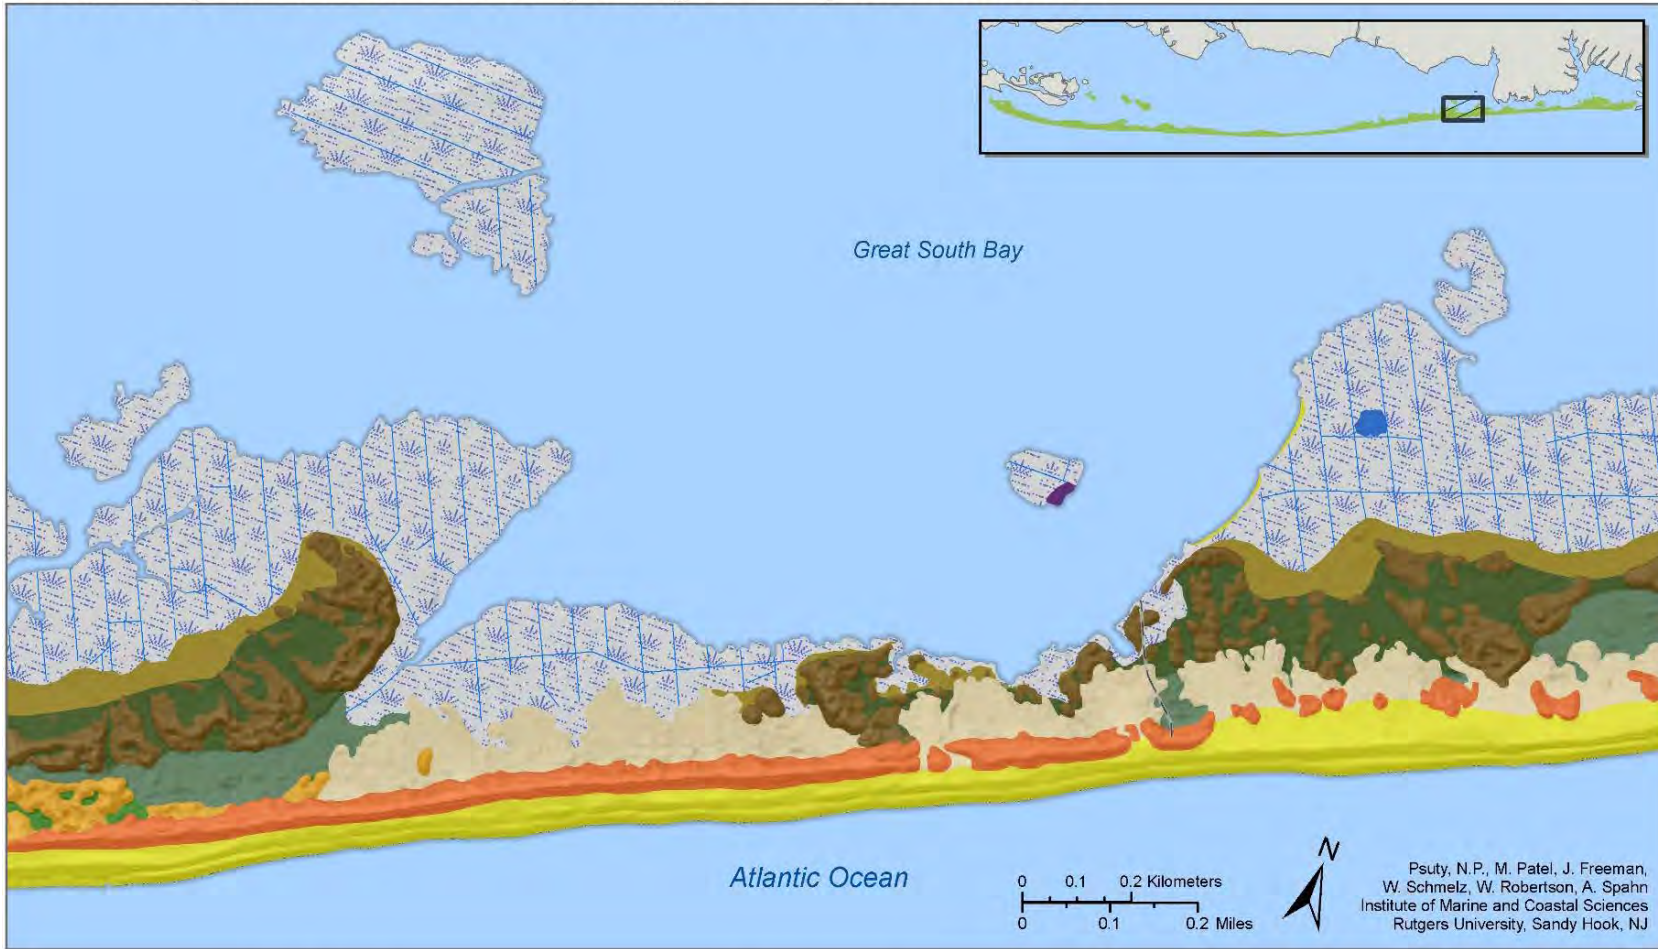 Great South Bay
Atlantic Ocean
0 0.1 0.2 Kilometers
0 0.1 0.2 Miles
N
Psuty, N.P., M. Patel, J. Freeman,
W. Schmelz, W. Robertson, A. Spahn
Institute of Marine and Coastal Sciences
Rutgers University, Sandy Hook, NJ